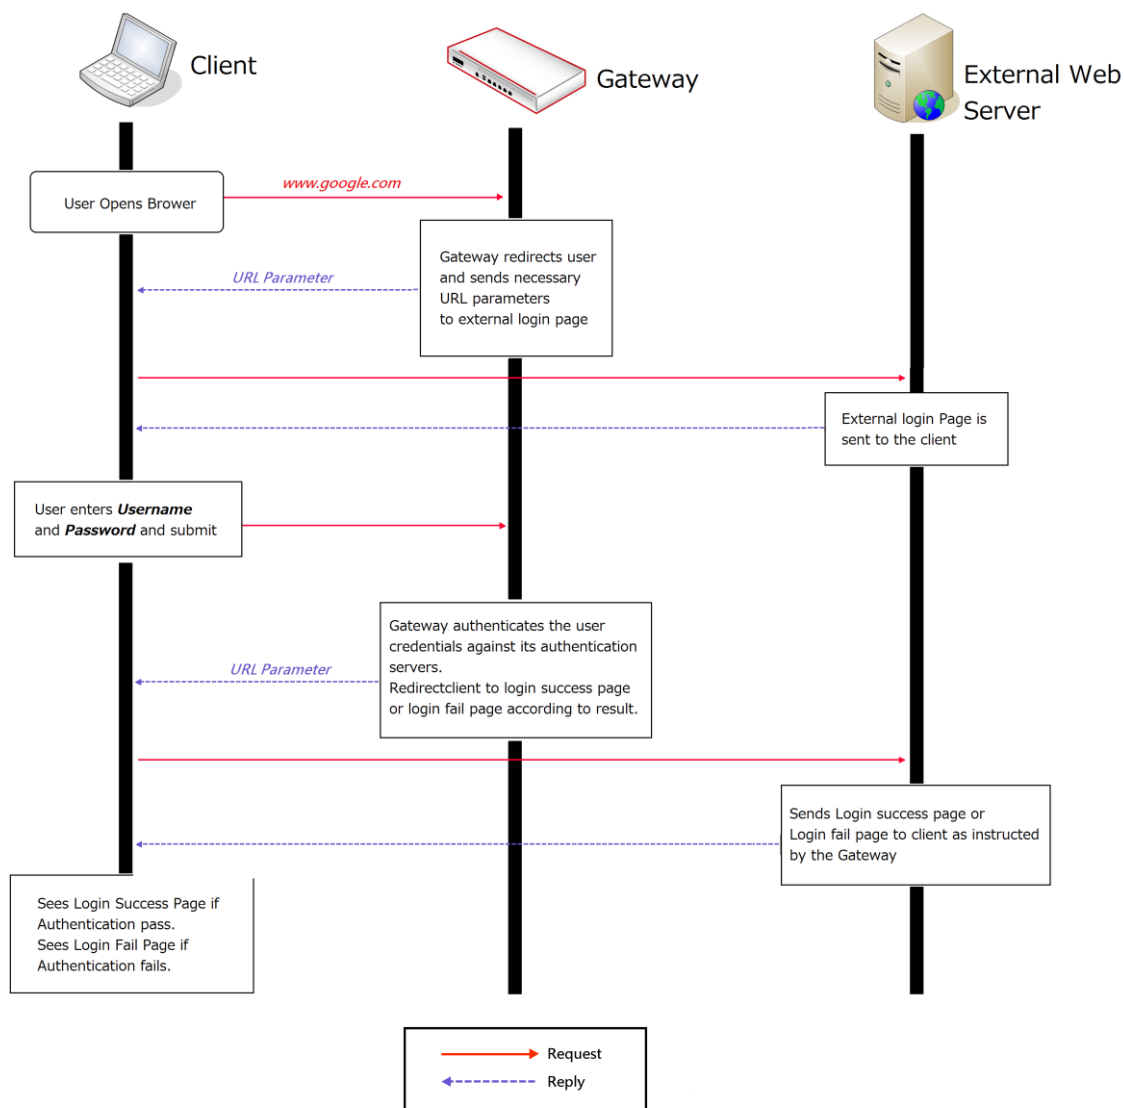 Client
Gateway
External Web
Server
www.google.com
User Opens Brower
Gateway redirects user
and sends necessary
URL parameters
to external login page
URL Parameter
External login Page is
sent to the client
User enters Username
and Password and submit
Gateway authenticates the user
credentials against its authentication
servers.
Redirectclient to login success page
or login fail page according to result.
URL Parameter
Sends Login success page or
Login fail page to client as instructed
by the Gateway
Sees Login Success Page if
Authentication pass.
Sees Login Fail Page if
Authentication fails.
Request
Reply